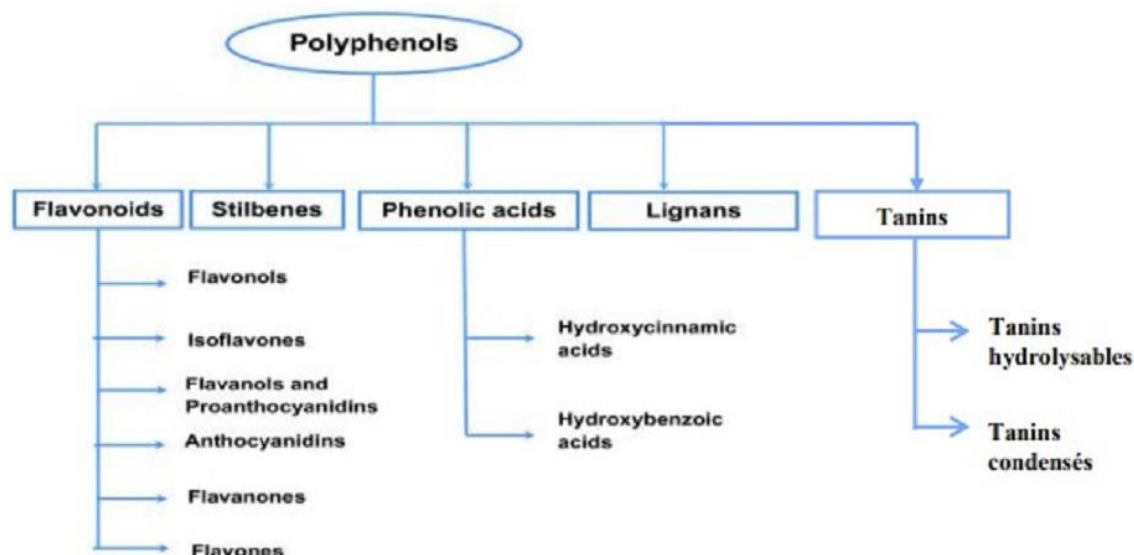 Polyphenols
Flavonoids
Stilbenes
Phenolic acids
Lignans
Tanins
Flavonols
Isoflavones
Flavanols and
Proanthocyanidins
Anthocyanidins
Flavanones
Flavones
Hydroxycinnamic
acids
Hydroxybenzoic
acids
Tanins
hydrolysables
Tanins
condensés